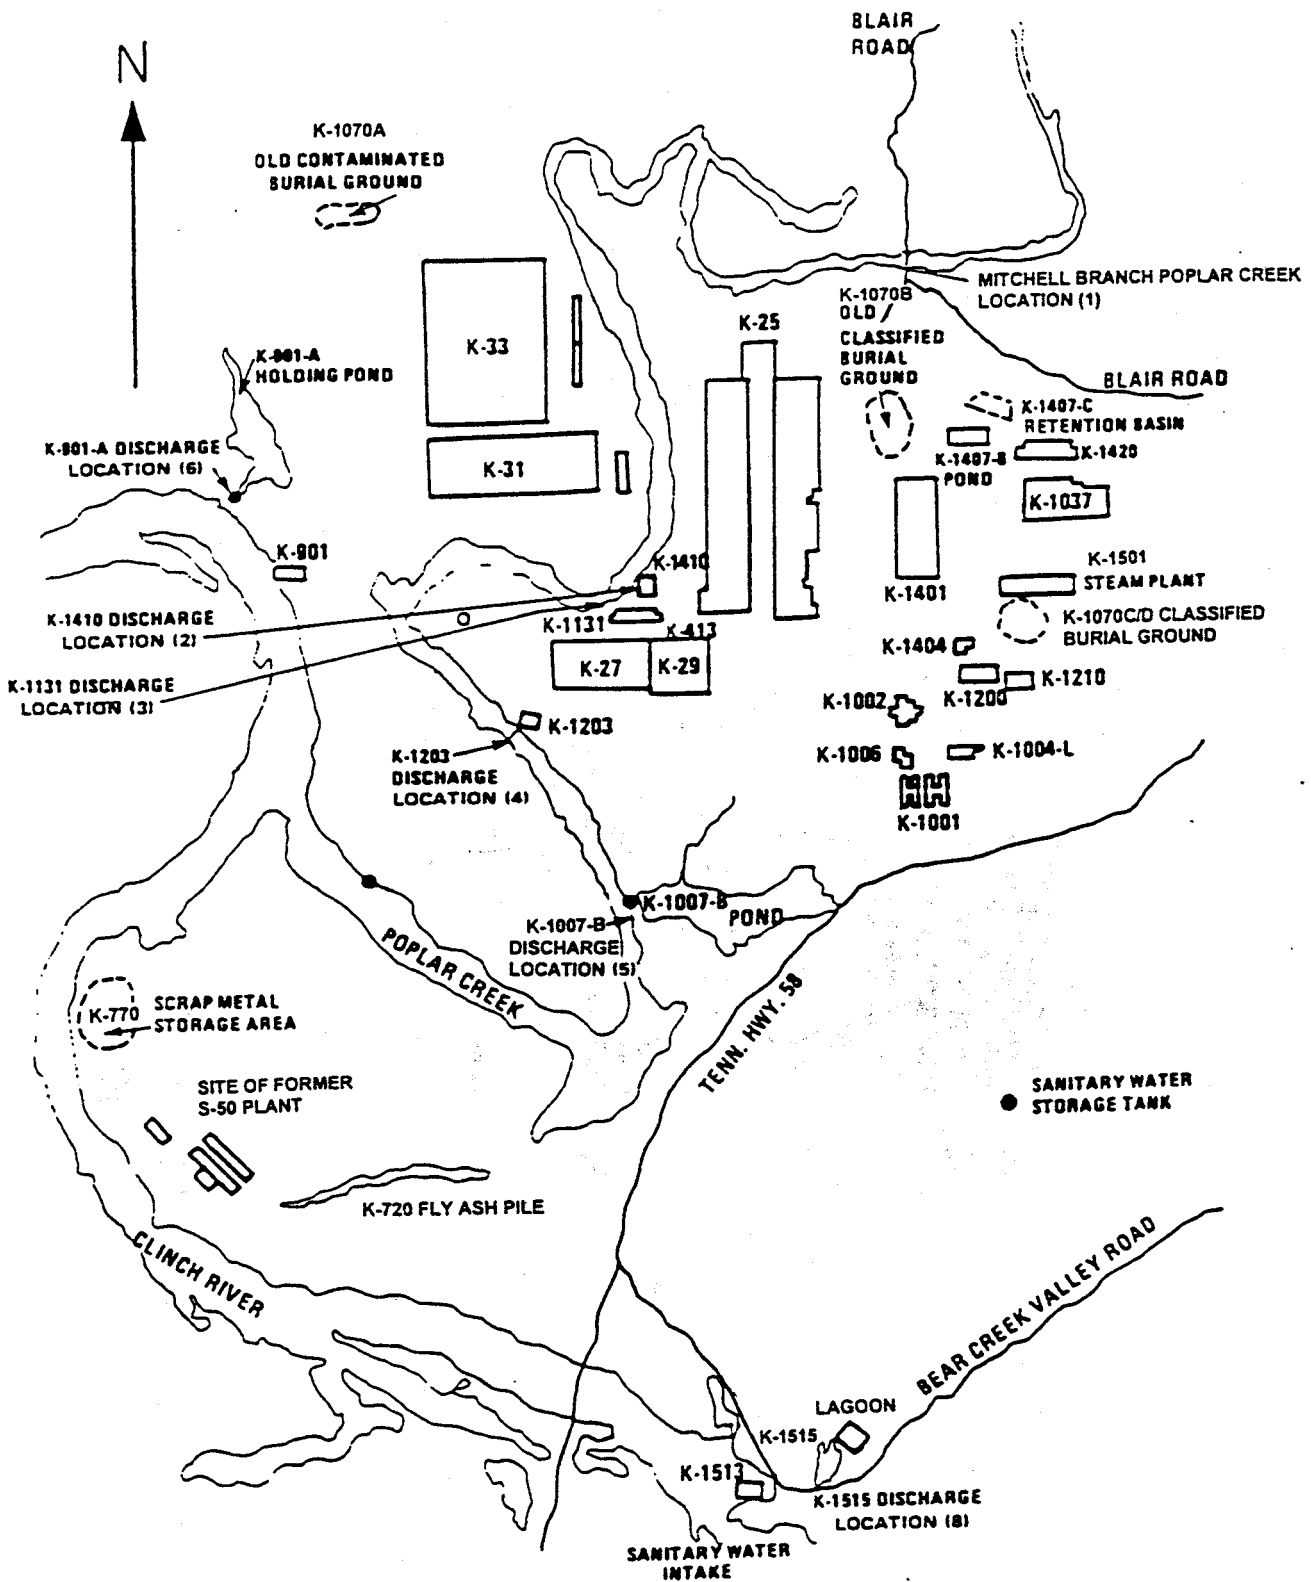 BLAIR
ROAD
N
K-1070A
OLD CONTAMINATED
BURIAL GROUND
MITCHELL BRANCH POPLAR CREEK
LOCATION (1)
K-1070B
OLD
CLASSIFIED
BURIAL
GROUND
K-25
K-33
K-901-A
HOLDING POND
BLAIR ROAD
K-1407-C
RETENTION BASIN
K-901-A DISCHARGE
LOCATION (6)
K-31
K-1407-B
POND
K-1420
K-1037
K-901
K-1410
K-1401
K-1501
STEAM PLANT
K-1410 DISCHARGE
LOCATION (2)
K-1131
K-413
K-1070C/D CLASSIFIED
BURIAL GROUND
K-1404
K-27
K-29
K-1131 DISCHARGE
LOCATION (3)
K-1210
K-1200
K-1002
K-1203
K-1203
DISCHARGE
LOCATION (4)
K-1006
K-1004-L
K-1001
K-1007-B
POND
K-1007-B
DISCHARGE
LOCATION (5)
POPLAR CREEK
K-770
SCRAP METAL
STORAGE AREA
TENN. HWY. 58
SITE OF FORMER
S-50 PLANT
SANITARY WATER
STORAGE TANK
K-720 FLY ASH PILE
CLINCH RIVER
BEAR CREEK VALLEY ROAD
LAGOON
K-1515
K-1513
K-1515 DISCHARGE
LOCATION (8)
SANITARY WATER
INTAKE